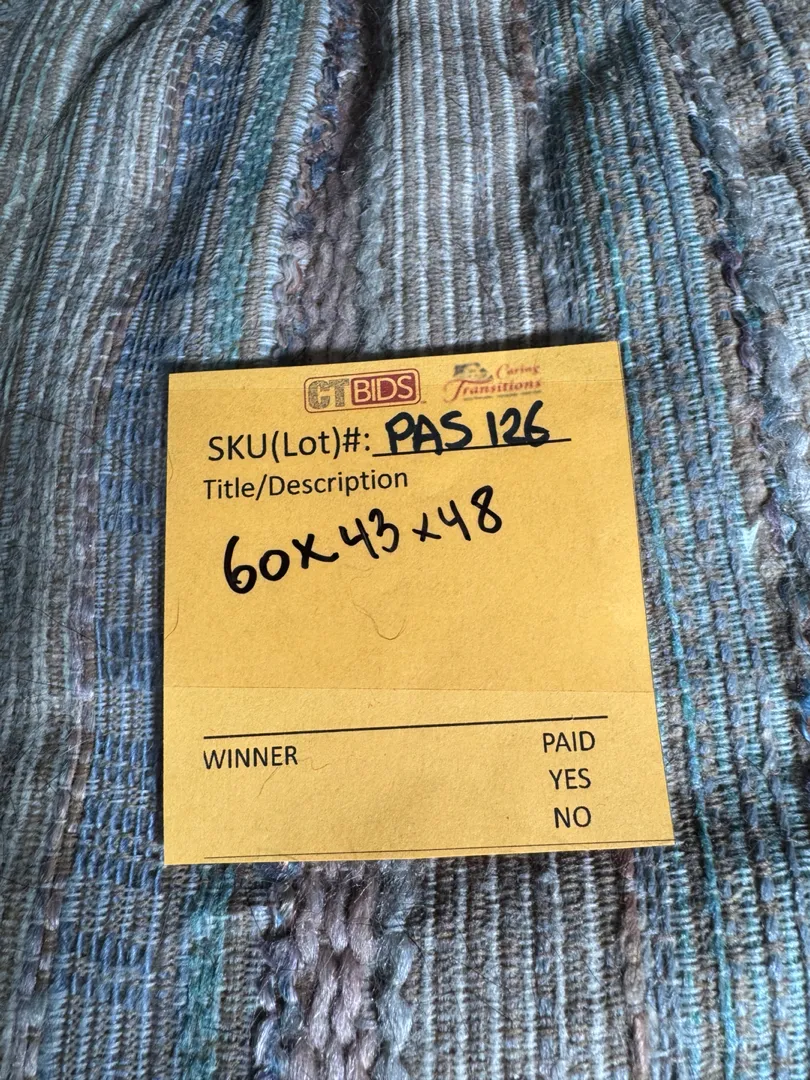 CTBIDS
Caring
Transitions
SKU(Lot)#: PAS 126
Title/Description
60x43x48
WINNER PAID
YES
NO